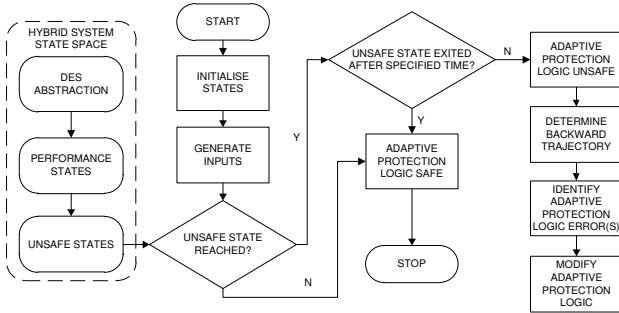 HYBRID SYSTEM
STATE SPACE
DES
ABSTRACTION
PERFORMANCE
STATES
UNSAFE STATES
START
INITIALISE
STATES
GENERATE
INPUTS
UNSAFE STATE
REACHED?
Y
N
UNSAFE STATE EXITED
AFTER SPECIFIED TIME?
N
Y
ADAPTIVE
PROTECTION
LOGIC SAFE
STOP
ADAPTIVE
PROTECTION
LOGIC UNSAFE
DETERMINE
BACKWARD
TRAJECTORY
IDENTIFY
ADAPTIVE
PROTECTION
LOGIC ERROR(S)
MODIFY
ADAPTIVE
PROTECTION
LOGIC